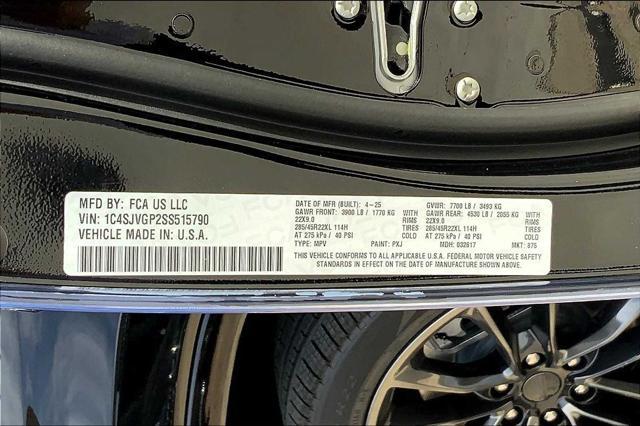 MFD BY: FCA US LLC
VIN: 1C4SJVGP2SS515790
VEHICLE MADE IN: U.S.A.
DATE OF MFR (BUILT): 4-25 GVWR: 7700 LB / 3493 KG
GAWR FRONT: 3900 LB / 1770 KG WITH GAWR REAR: 4530 LB / 2055 KG WITH
22X9.0 RIMS 22X9.0 RIMS
285/45R22XL 114H TIRES 285/45R22XL 114H TIRES
AT 275 kPa / 40 PSI COLD AT 275 kPa / 40 PSI COLD
TYPE: MPV PAINT: PXJ MDH: 032617 MKT: 875
THIS VEHICLE CONFORMS TO ALL APPLICABLE U.S.A. FEDERAL MOTOR VEHICLE SAFETY
STANDARDS IN EFFECT ON THE DATE OF MANUFACTURE SHOWN ABOVE.